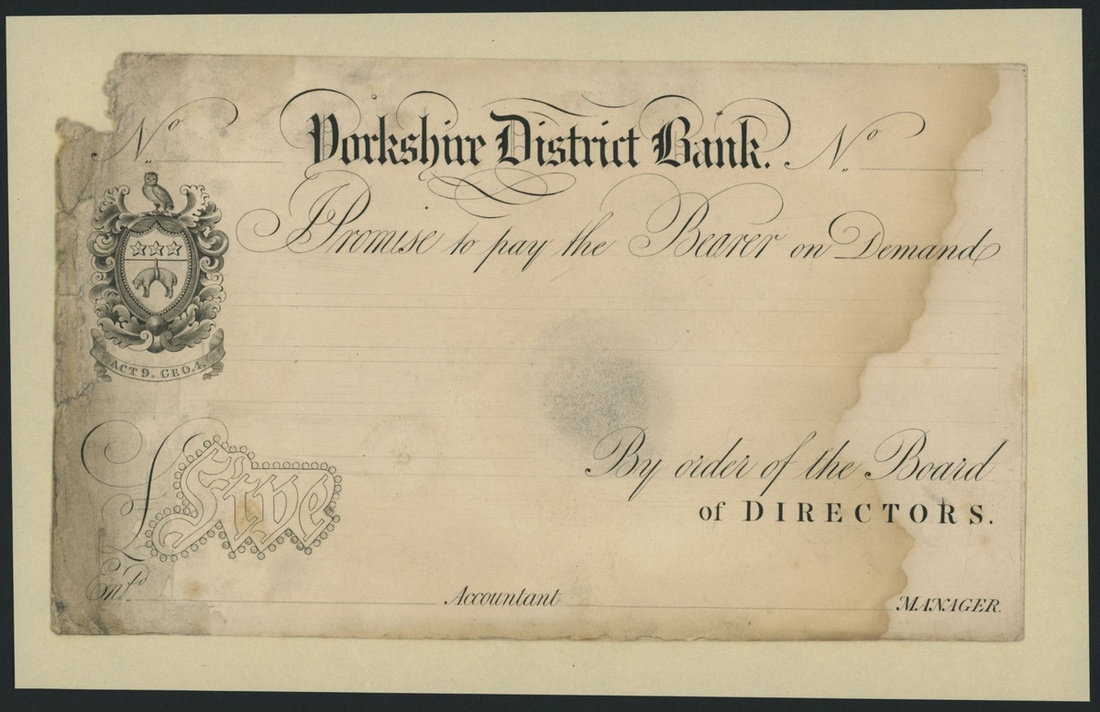 No Yorkshire District Bank. No
I Promise to pay the Bearer on Demand
ACT 9. GEO. 4.
£ Five
By order of the Board
of DIRECTORS.
Entd Accountant MANAGER.